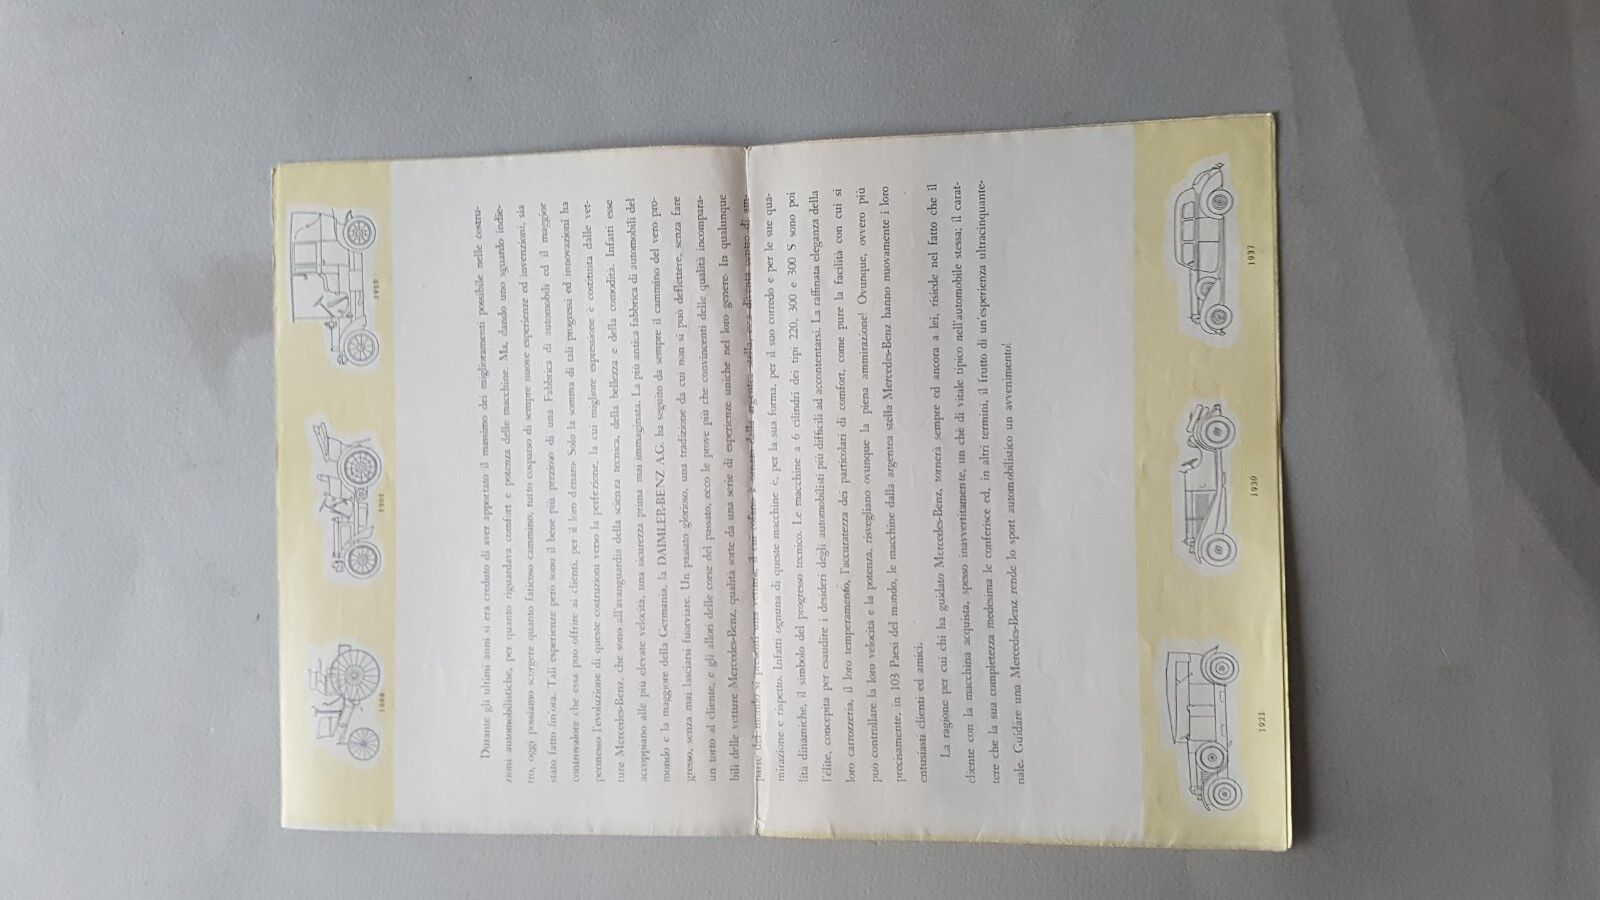 1886
1901
1910
Durante gli ultimi anni si era creduto di aver apportato il massimo dei miglioramenti possibile nelle costru-
zioni automobilistiche, per quanto riguardava comfort e potenza delle macchine. Ma, dando uno sguardo indie-
tro, oggi possiamo scorgere quanto faticoso cammino, tutto cosparso di sempre nuove esperienze ed invenzioni, sia
stato fatto fin ora. Tali esperienze però sono il bene più prezioso di una Fabbrica di automobili ed il maggior
controvalore che essa può offrire ai clienti, per il loro denaro. Solo la somma di tali progressi ed innovazioni ha
permesso l'evoluzione di queste costruzioni verso la perfezione, la cui migliore espressione è costituita dalle vet-
ture Mercedes-Benz, che sono all'avanguardia della scienza tecnica, della bellezza e della comodità. Infatti esse
accoppiano alle più elevate velocità, una sicurezza prima mai immaginata. La più antica fabbrica di automobili del
mondo e la maggiore della Germania, la DAIMLER-BENZ A.G. ha seguito da sempre il cammino del vero pro-
gresso, senza mai lasciarsi fuorviare. Un passato glorioso, una tradizione da cui non si può deflettere, senza fare
un torto al cliente, e gli allori delle corse del passato, ecco le prove più che convincenti delle qualità incompara-
bili delle vetture Mercedes-Benz, qualità sorte da una serie di esperienze uniche nel loro genere. In qualunque
parte del mondo si presenti una vettura, il cui cofano è ornato dalla argentea stella, essa diventa centro di am-
mirazione e rispetto. Infatti ognuna di queste macchine è, per la sua forma, per il suo corredo e per le sue qua-
lità dinamiche, il simbolo del progresso tecnico. Le macchine a 6 cilindri dei tipi 220, 300 e 300 S sono poi
l'élite, concepita per esaudire i desideri degli automobilisti più difficili ad accontentarsi. La raffinata eleganza della
loro carrozzeria, il loro temperamento, l'accuratezza dei particolari di comfort, come pure la facilità con cui si
può controllare la loro velocità e la potenza, risvegliano ovunque la piena ammirazione! Ovunque, ovvero più
precisamente, in 103 Paesi del mondo, le macchine dalla argentea stella Mercedes-Benz hanno nuovamente i loro
entusiasti clienti ed amici.
La ragione per cui chi ha guidato Mercedes-Benz, tornerà sempre ed ancora a lei, risiede nel fatto che il
cliente con la macchina acquista, spesso inavvertitamente, un chè di vitale tipico nell'automobile stessa; il carat-
tere che la sua completezza medesima le conferisce ed, in altri termini, il frutto di un'esperienza ultracinquante-
nale. Guidare una Mercedes-Benz rende lo sport automobilistico un avvenimento!
1921
1930
1937